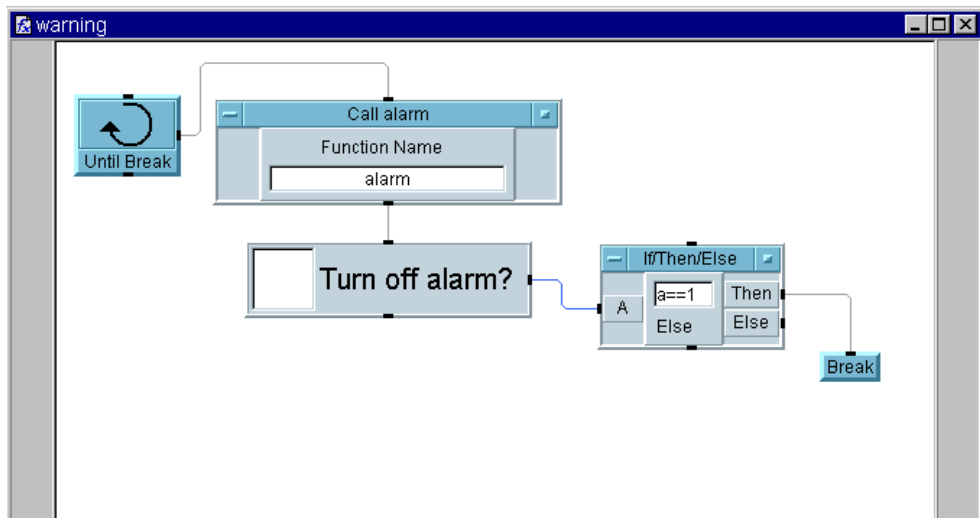 warning
Until Break
Call alarm
Function Name
alarm
Turn off alarm?
If/Then/Else
A
a==1
Then
Else
Else
Break